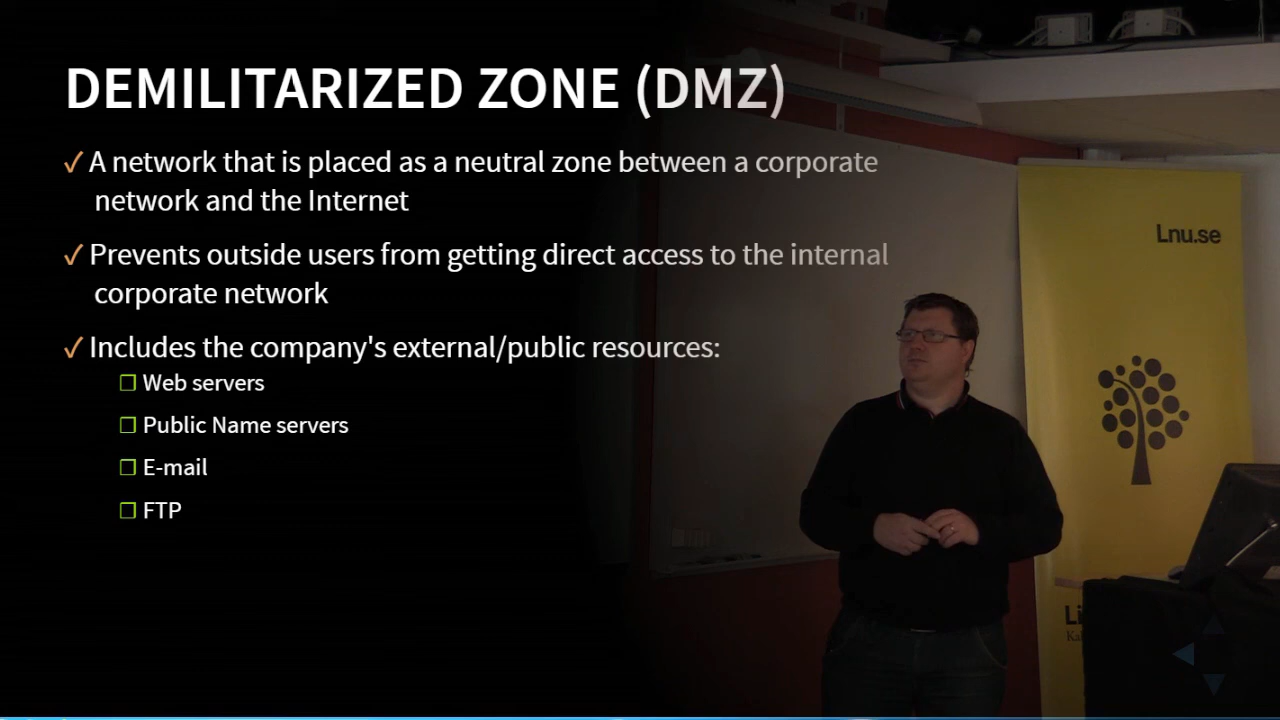 DEMILITARIZED ZONE (DMZ)
✓ A network that is placed as a neutral zone between a corporate
network and the Internet
✓ Prevents outside users from getting direct access to the internal
corporate network
✓ Includes the company's external/public resources:
❒ Web servers
❒ Public Name servers
❒ E-mail
❒ FTP
Lnu.se